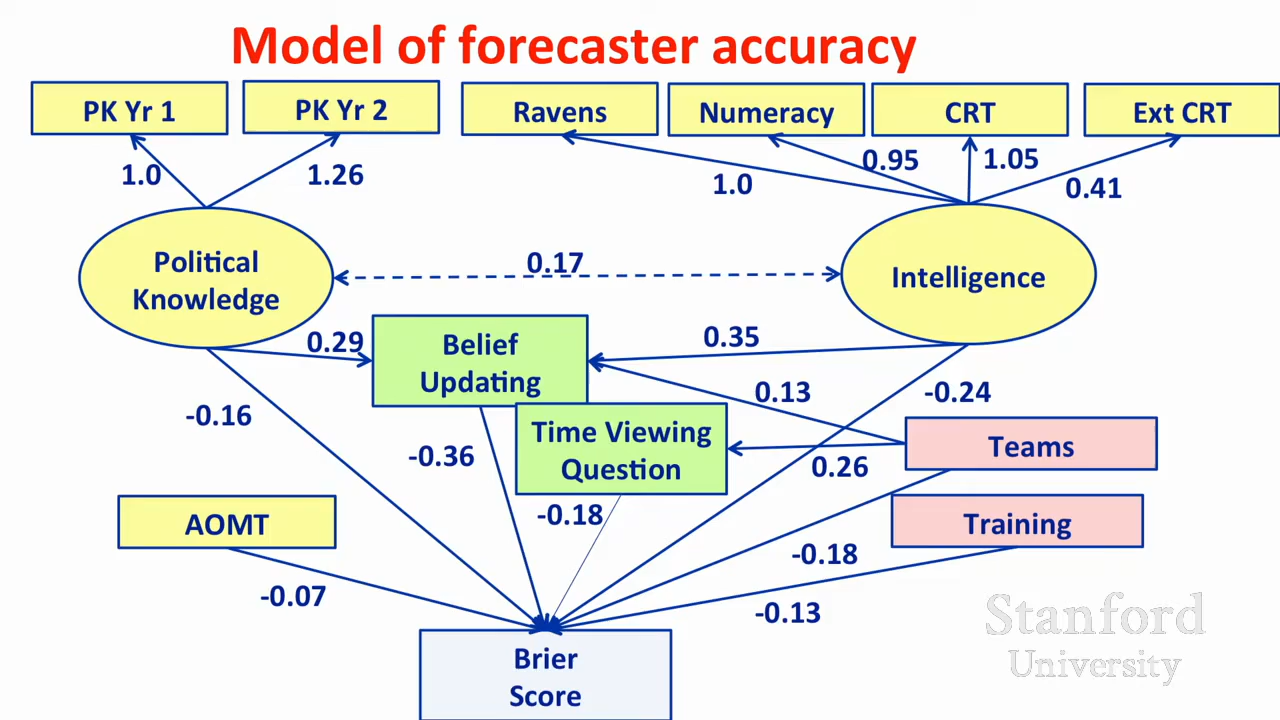 Model of forecaster accuracy
PK Yr 1
PK Yr 2
Ravens
Numeracy
CRT
Ext CRT
1.0
1.26
1.0
0.95
1.05
0.41
Political
Knowledge
0.17
Intelligence
0.29
Belief
Updating
0.35
0.13
-0.24
-0.16
-0.36
Time Viewing
Question
0.26
Teams
AOMT
-0.18
Training
-0.07
-0.18
-0.13
Brier
Score
Stanford
University